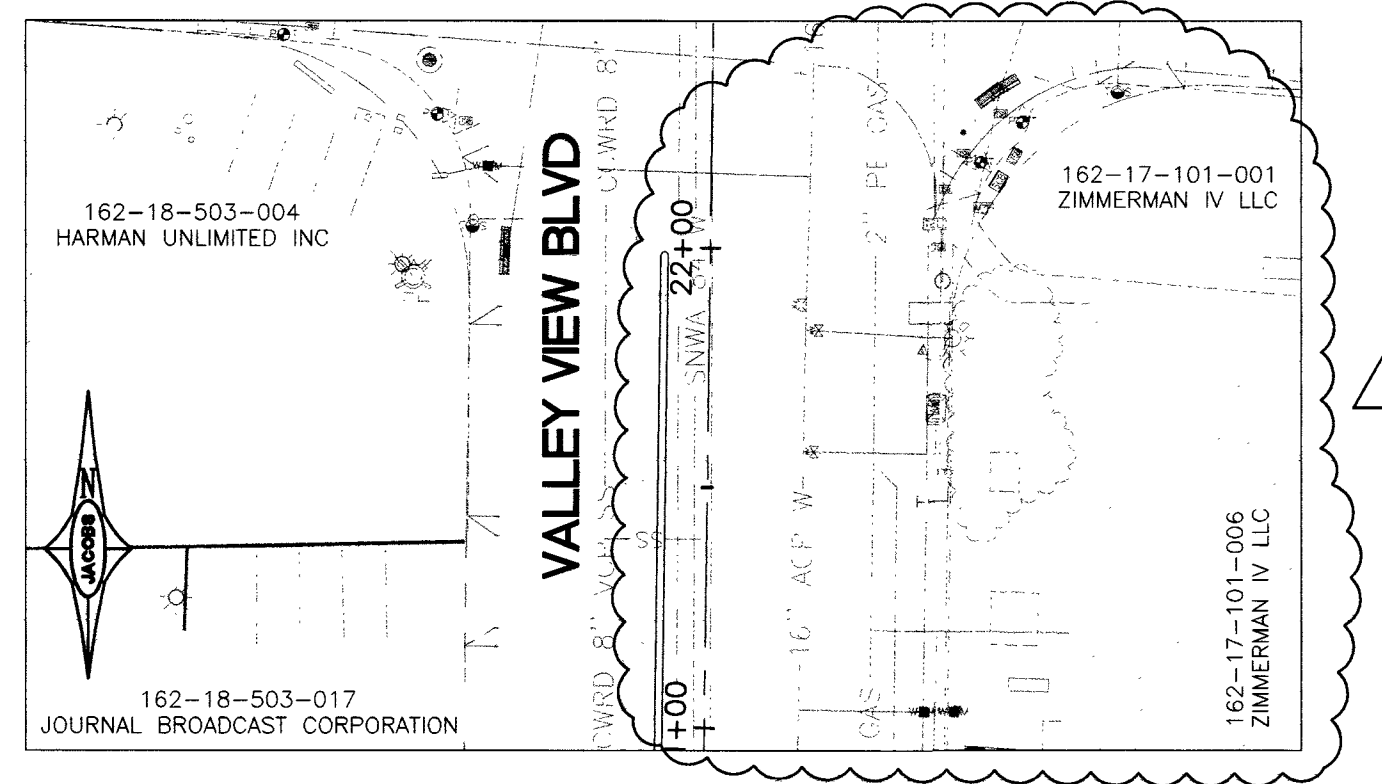 162-18-503-004
HARMAN UNLIMITED INC
VALLEY VIEW BLVD
162-17-101-001
ZIMMERMAN IV LLC
22+00
SNWA
2" PE GAS
16" ACP W
SS
GAS
+00
N
JACOBS
162-18-503-017
JOURNAL BROADCAST CORPORATION
162-17-101-006
ZIMMERMAN IV LLC